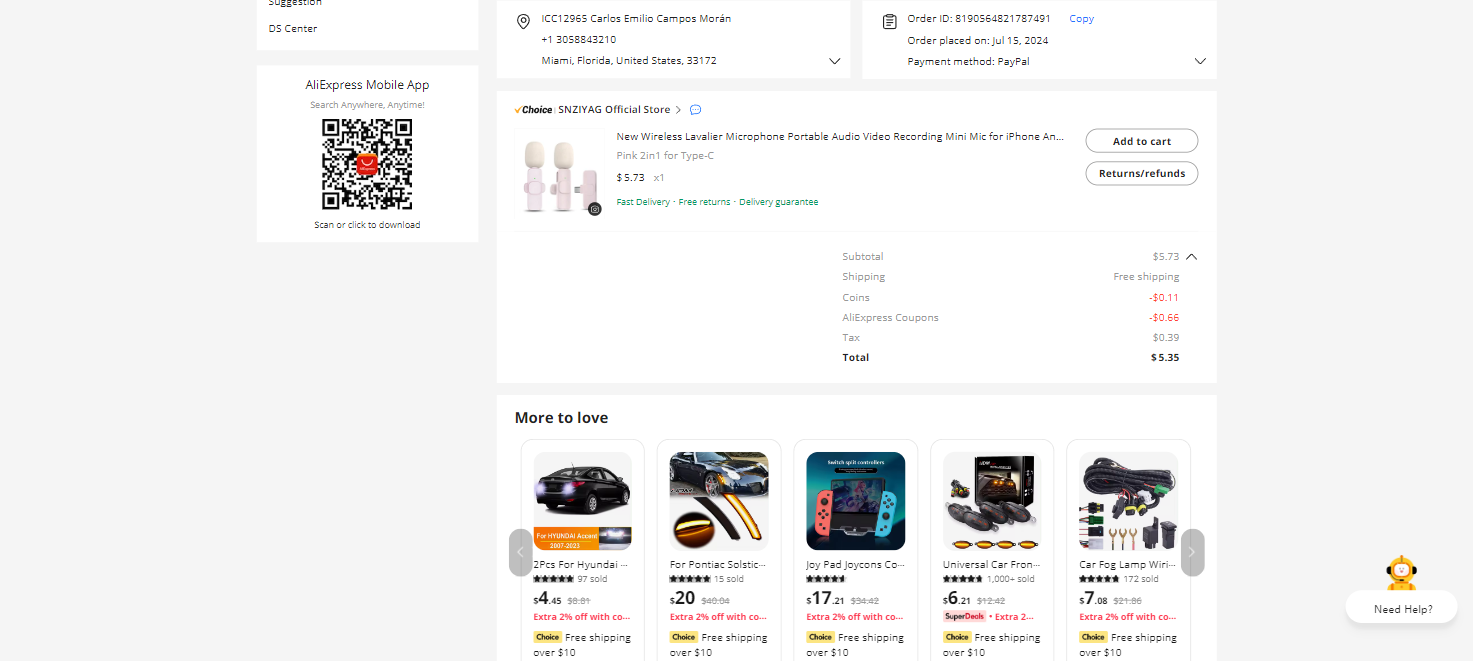 Suggestion
DS Center
AliExpress Mobile App
Search Anywhere, Anytime!
Scan or click to download
ICC12965 Carlos Emilio Campos Morán
+1 3058843210
Miami, Florida, United States, 33172
Order ID: 8190564821787491 Copy
Order placed on: Jul 15, 2024
Payment method: PayPal
Choice SNZIYAG Official Store
New Wireless Lavalier Microphone Portable Audio Video Recording Mini Mic for iPhone An...
Pink 2in1 for Type-C
$5.73 x1
Fast Delivery · Free returns · Delivery guarantee
Add to cart
Returns/refunds
Subtotal $5.73
Shipping Free shipping
Coins -$0.11
AliExpress Coupons -$0.66
Tax $0.39
Total $5.35
More to love
For HYUNDAI Accent
2007-2023
2Pcs For Hyundai ...
97 sold
$4.45 $8.81
Extra 2% off with co...
Choice Free shipping
over $10
For Pontiac Solstic...
15 sold
$20 $40.04
Extra 2% off with co...
Choice Free shipping
over $10
Switch split controllers
Joy Pad Joycons Co...
$17.21 $34.42
Extra 2% off with co...
Choice Free shipping
over $10
Universal Car Fron...
1,000+ sold
$6.21 $12.42
SuperDeals • Extra 2...
Choice Free shipping
over $10
Car Fog Lamp Wiri...
172 sold
$7.08 $21.86
Extra 2% off with co...
Choice Free shipping
over $10
Need Help?